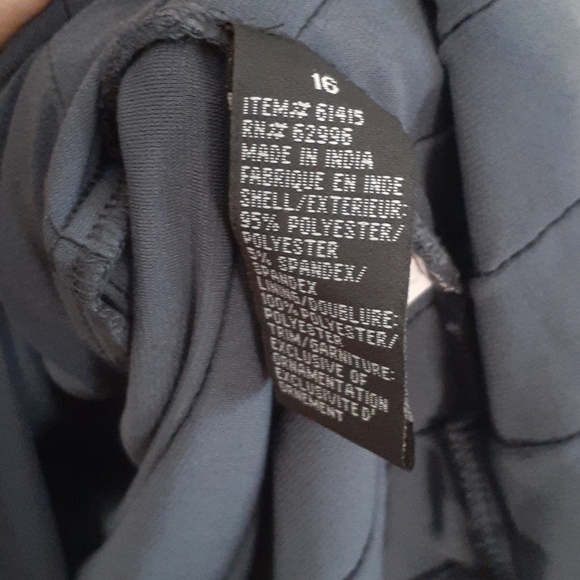 16
ITEM# 61415
RN# 62996
MADE IN INDIA
FABRIQUE EN INDE
SHELL/EXTERIEUR:
95% POLYESTER/
POLYESTER
5% SPANDEX/
SPANDEX
LINING/DOUBLURE:
100% POLYESTER/
POLYESTER
TRIM/GARNITURE:
EXCLUSIVE OF
ORNAMENTATION
EXCLUSIVITE D'
ORNEMENT